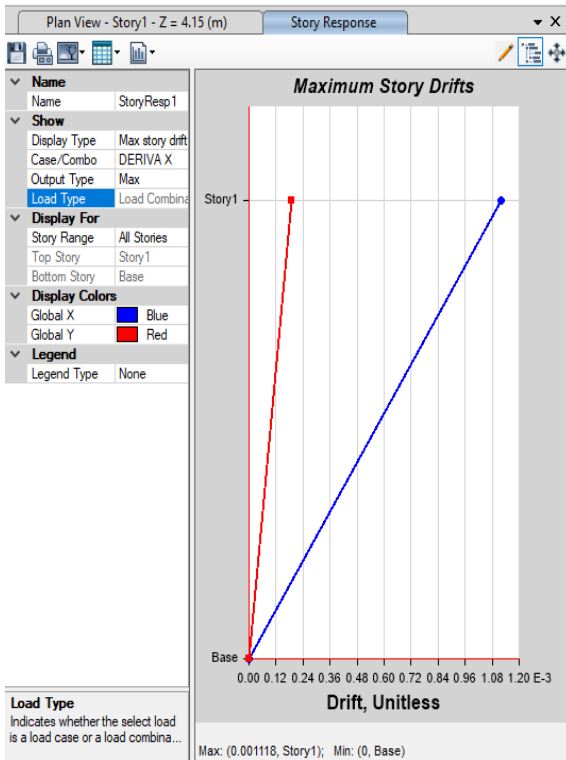 Plan View - Story1 - Z = 4.15 (m)
Story Response
Name
Name StoryResp1
Show
Display Type Max story drift
Case/Combo DERIVA X
Output Type Max
Load Type Load Combina
Display For
Story Range All Stories
Top Story Story1
Bottom Story Base
Display Colors
Global X Blue
Global Y Red
Legend
Legend Type None
Load Type
Indicates whether the select load
is a load case or a load combina...
Maximum Story Drifts
Story1
Base
0.00 0.12 0.24 0.36 0.48 0.60 0.72 0.84 0.96 1.08 1.20 E-3
Drift, Unitless
Max: (0.001118, Story1); Min: (0, Base)